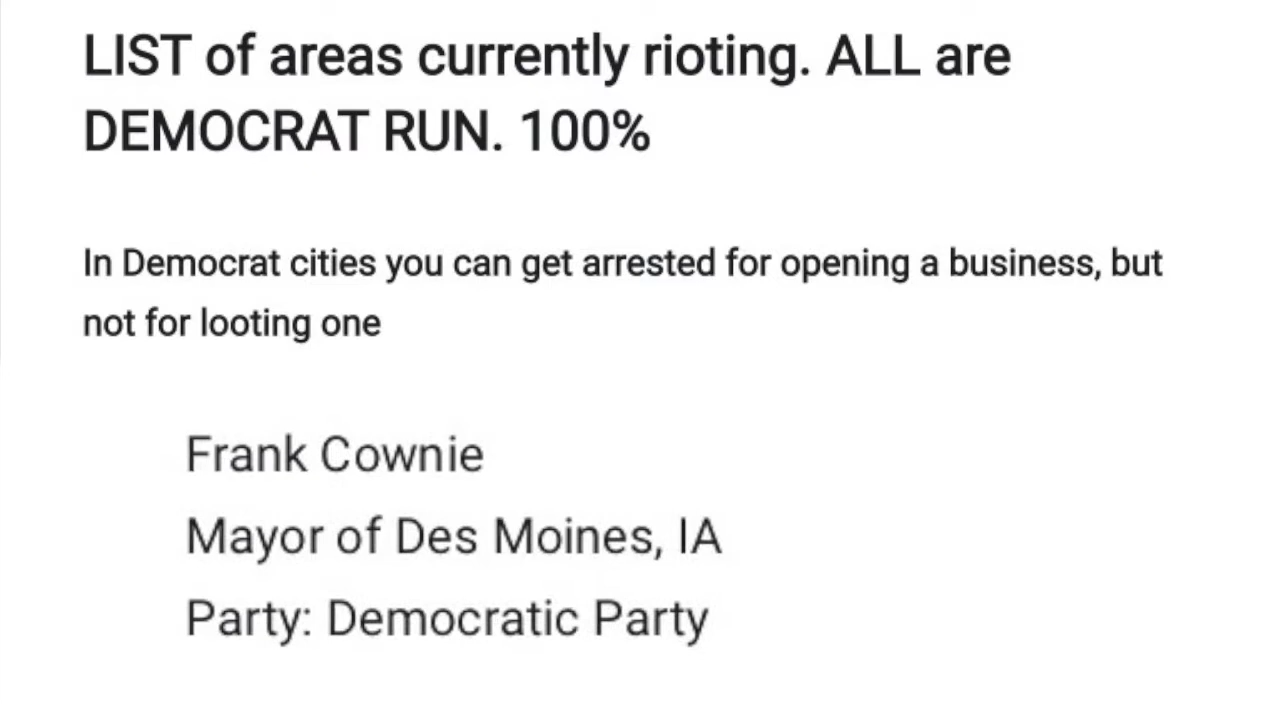 LIST of areas currently rioting. ALL are
DEMOCRAT RUN. 100%
In Democrat cities you can get arrested for opening a business, but
not for looting one
Frank Cownie
Mayor of Des Moines, IA
Party: Democratic Party